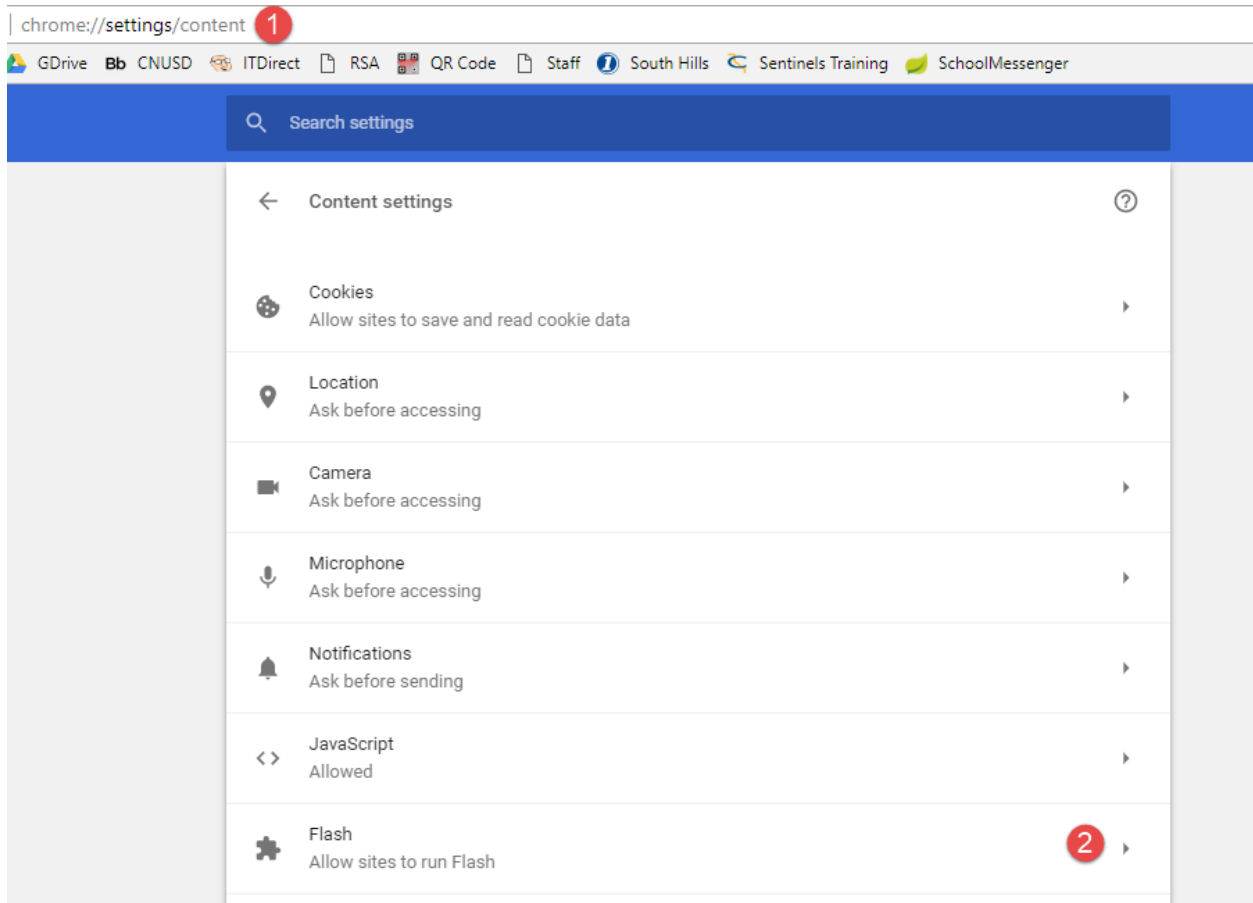 chrome://settings/content 1
GDrive Bb CNUSD ITDirect RSA QR Code Staff South Hills Sentinels Training SchoolMessenger
Search settings
Content settings
Cookies
Allow sites to save and read cookie data
Location
Ask before accessing
Camera
Ask before accessing
Microphone
Ask before accessing
Notifications
Ask before sending
JavaScript
Allowed
Flash
Allow sites to run Flash
2